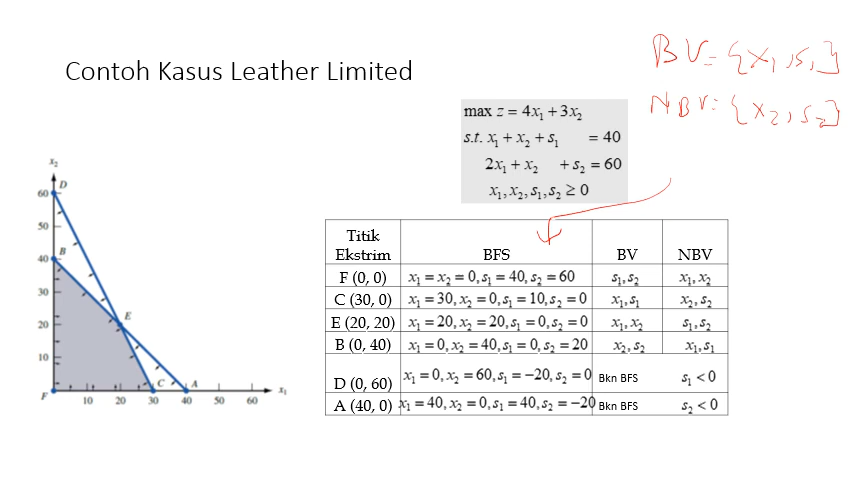 BV = {x₁, s₁}
NBV = {x₂, s₂}
Contoh Kasus Leather Limited
max z = 4x₁ + 3x₂
s.t. x₁ + x₂ + s₁ = 40
2x₁ + x₂ + s₂ = 60
x₁, x₂, s₁, s₂ ≥ 0
x₂
D
60
50
B
40
30
E
20
10
C
A
x₁
F
10
20
30
40
50
60
Titik Ekstrim
BFS
BV
NBV
F (0, 0)
x₁ = x₂ = 0, s₁ = 40, s₂ = 60
s₁, s₂
x₁, x₂
C (30, 0)
x₁ = 30, x₂ = 0, s₁ = 10, s₂ = 0
x₁, s₁
x₂, s₂
E (20, 20)
x₁ = 20, x₂ = 20, s₁ = 0, s₂ = 0
x₁, x₂
s₁, s₂
B (0, 40)
x₁ = 0, x₂ = 40, s₁ = 0, s₂ = 20
x₂, s₂
x₁, s₁
D (0, 60)
x₁ = 0, x₂ = 60, s₁ = −20, s₂ = 0
Bkn BFS
s₁ < 0
A (40, 0)
x₁ = 40, x₂ = 0, s₁ = 40, s₂ = −20
Bkn BFS
s₂ < 0